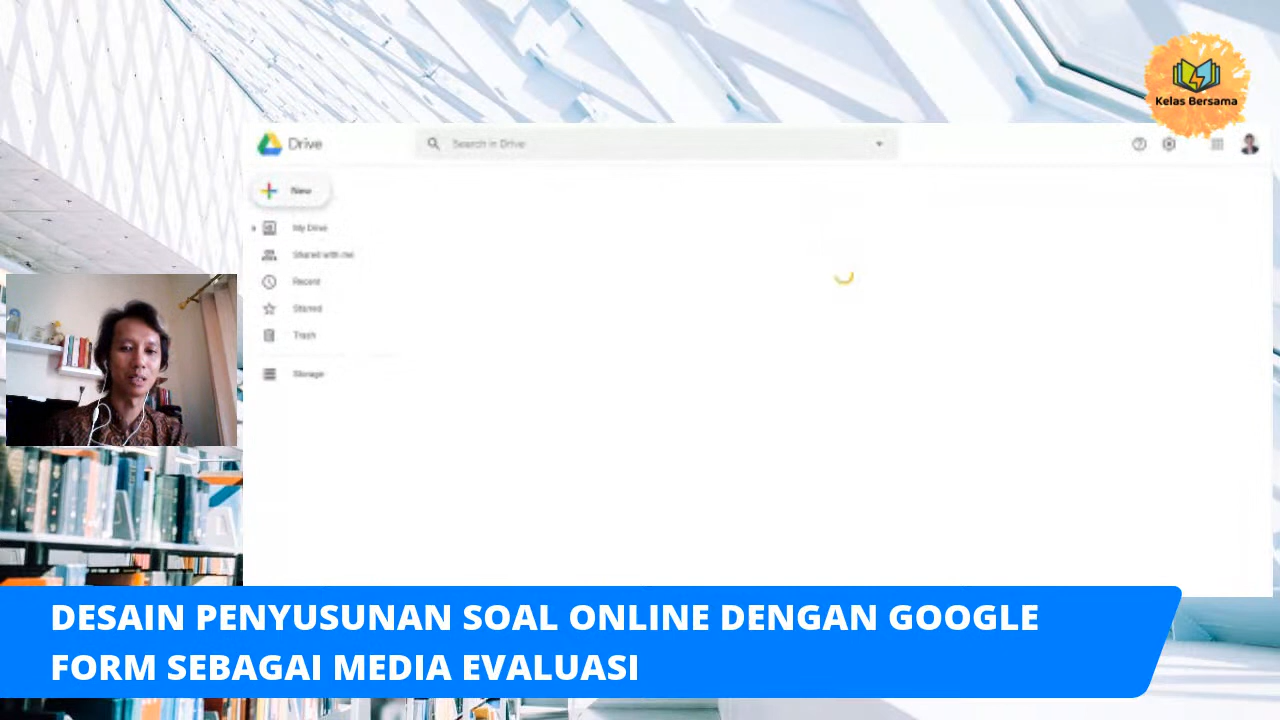 Kelas Bersama
Drive
Search in Drive
New
My Drive
Shared with me
Recent
Starred
Trash
Storage
DESAIN PENYUSUNAN SOAL ONLINE DENGAN GOOGLE
FORM SEBAGAI MEDIA EVALUASI